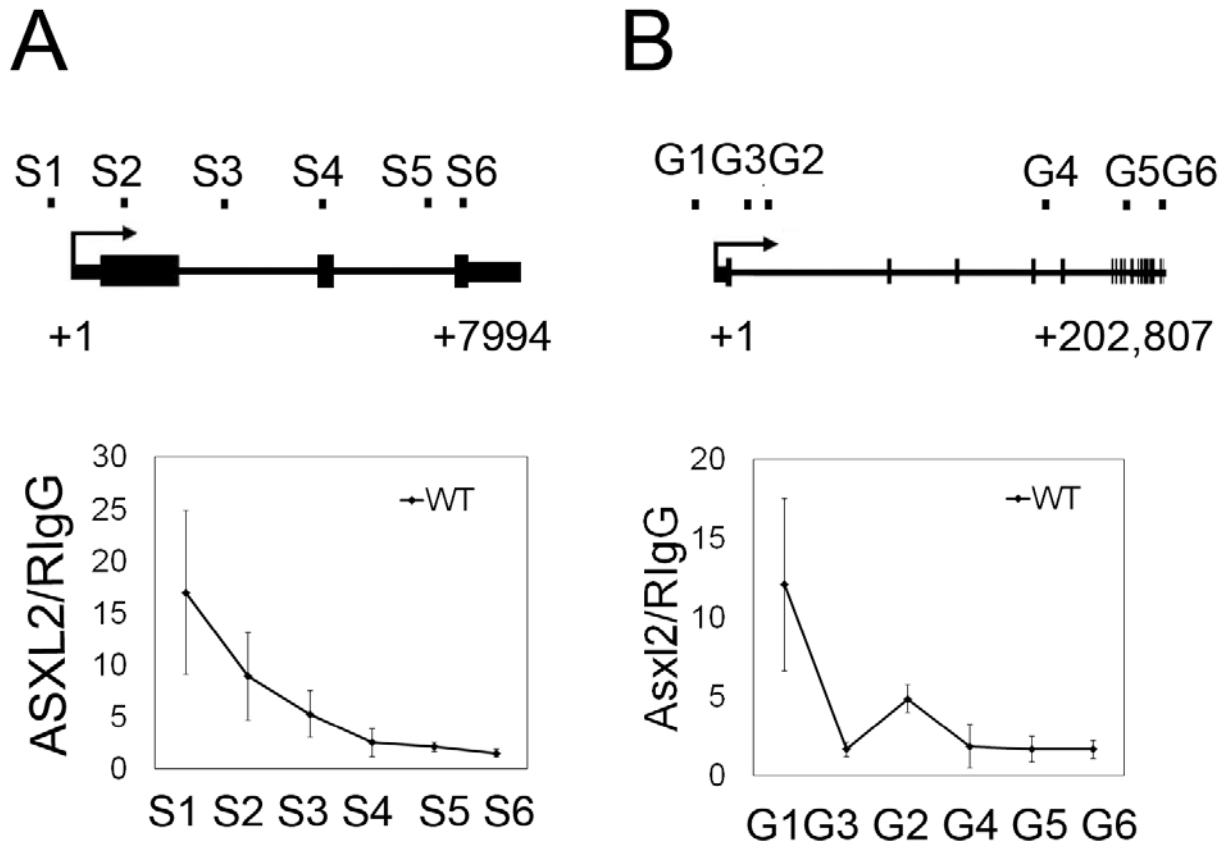 A
S1 S2 S3 S4 S5 S6
+1 +7994
ASXL2/RIgG
30
25
20
15
10
5
0
WT
S1 S2 S3 S4 S5 S6
B
G1G3G2 G4 G5G6
+1 +202,807
Asxl2/RIgG
20
15
10
5
0
WT
G1G3 G2 G4 G5 G6